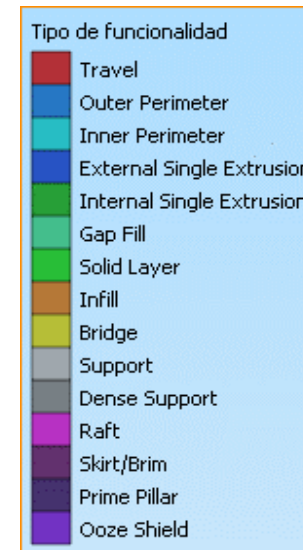 Tipo de funcionalidad
Travel
Outer Perimeter
Inner Perimeter
External Single Extrusion
Internal Single Extrusion
Gap Fill
Solid Layer
Infill
Bridge
Support
Dense Support
Raft
Skirt/Brim
Prime Pillar
Ooze Shield